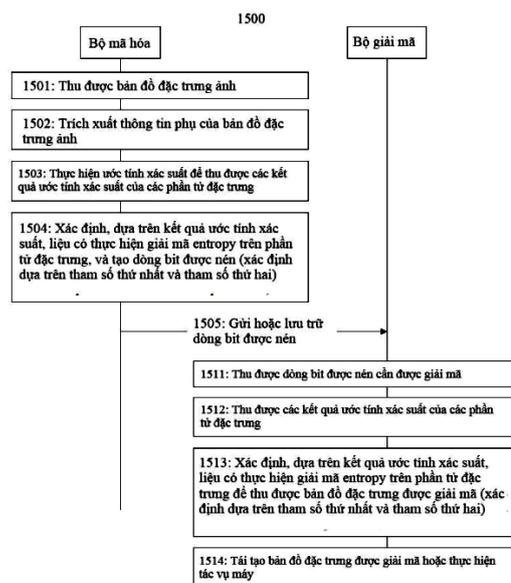 1500
Bộ mã hóa
Bộ giải mã
1501: Thu được bản đồ đặc trưng ảnh
1502: Trích xuất thông tin phụ của bản đồ đặc
trưng ảnh
1503: Thực hiện ước tính xác suất để thu được các kết
quả ước tính xác suất của các phần tử đặc trưng
1504: Xác định, dựa trên kết quả ước tính xác
suất, liệu có thực hiện giải mã entropy trên phần
tử đặc trưng, và tạo dòng bit được nén (xác định
dựa trên tham số thứ nhất và tham số thứ hai)
1505: Gửi hoặc lưu trữ
dòng bit được nén
1511: Thu được dòng bit được nén cần được giải mã
1512: Thu được các kết quả ước tính xác suất của các phần
tử đặc trưng
1513: Xác định, dựa trên kết quả ước tính xác suất,
liệu có thực hiện giải mã entropy trên phần tử đặc
trưng để thu được bản đồ đặc trưng được giải mã (xác
định dựa trên tham số thứ nhất và tham số thứ hai)
1514: Tái tạo bản đồ đặc trưng được giải mã hoặc thực hiện
tác vụ máy